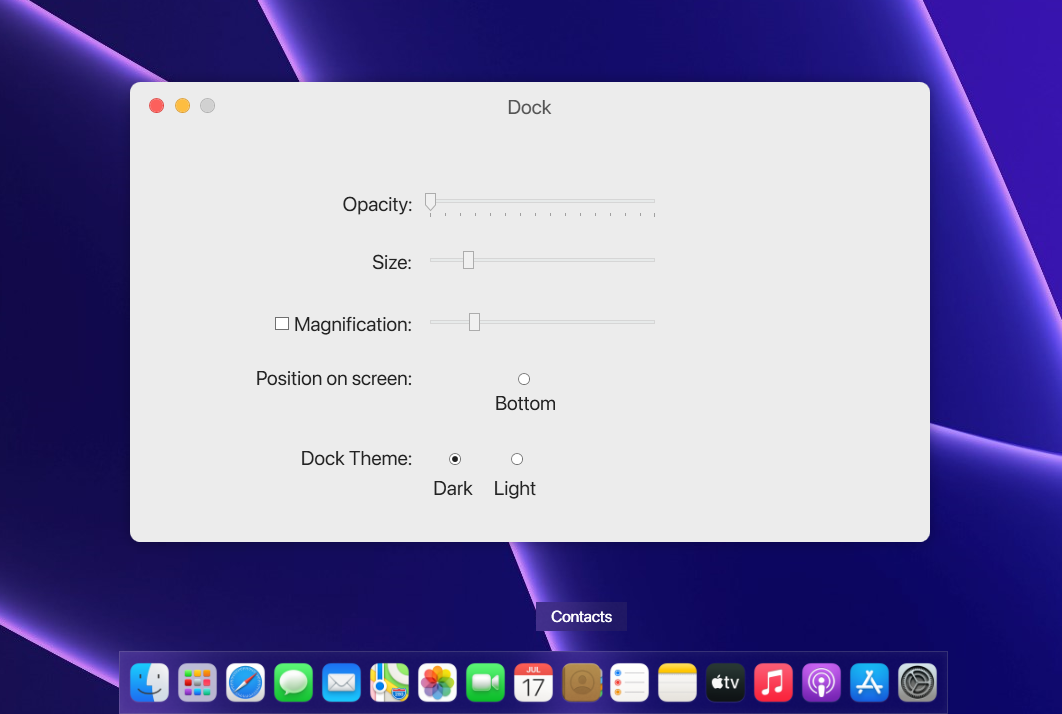 Dock
Opacity:
Size:
Magnification:
Position on screen:
Bottom
Dock Theme:
Dark Light
Contacts
JUL
17
tv